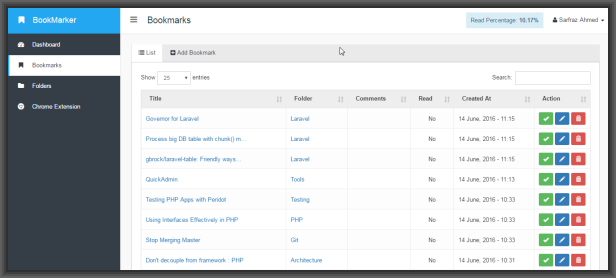 BookMarker
Bookmarks
Read Percentage: 10.17%
Sarfraz Ahmed
Dashboard
Bookmarks
Folders
Chrome Extension
List
Add Bookmark
Show 25 entries
Search:
Title Folder Comments Read Created At Action
Governor for Laravel Laravel No 14 June, 2016 - 11:15
Process big DB table with chunk() m... Laravel No 14 June, 2016 - 11:15
gbrock/laravel-table: Friendly ways... Laravel No 14 June, 2016 - 11:15
QuickAdmin Tools No 14 June, 2016 - 11:13
Testing PHP Apps with Peridot Testing No 14 June, 2016 - 10:33
Using Interfaces Effectively in PHP PHP No 14 June, 2016 - 10:33
Stop Merging Master Git No 14 June, 2016 - 10:33
Don't decouple from framework : PHP Architecture No 14 June, 2016 - 10:31